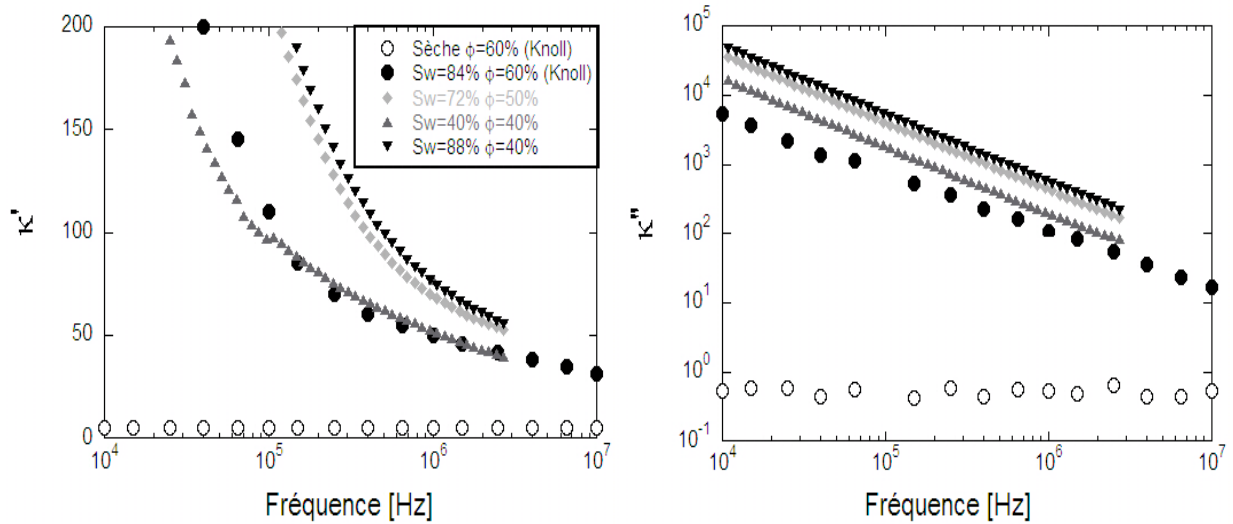 200
150
100
50
0
κ'
10^4
10^5
10^6
10^7
Fréquence [Hz]
Sèche ϕ=60% (Knoll)
Sw=84% ϕ=60% (Knoll)
Sw=72% ϕ=50%
Sw=40% ϕ=40%
Sw=88% ϕ=40%
10^5
10^4
10^3
10^2
10^1
10^0
10^-1
κ"
10^4
10^5
10^6
10^7
Fréquence [Hz]